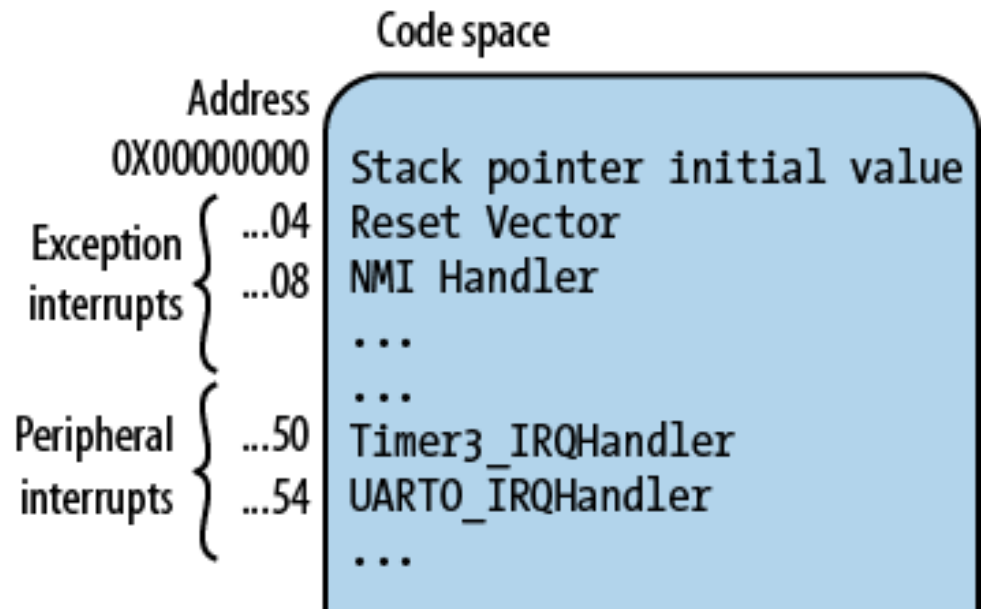 Code space
Address
0X00000000 Stack pointer initial value
Exception interrupts
...04 Reset Vector
...08 NMI Handler
...
...
Peripheral interrupts
...50 Timer3_IRQHandler
...54 UART0_IRQHandler
...